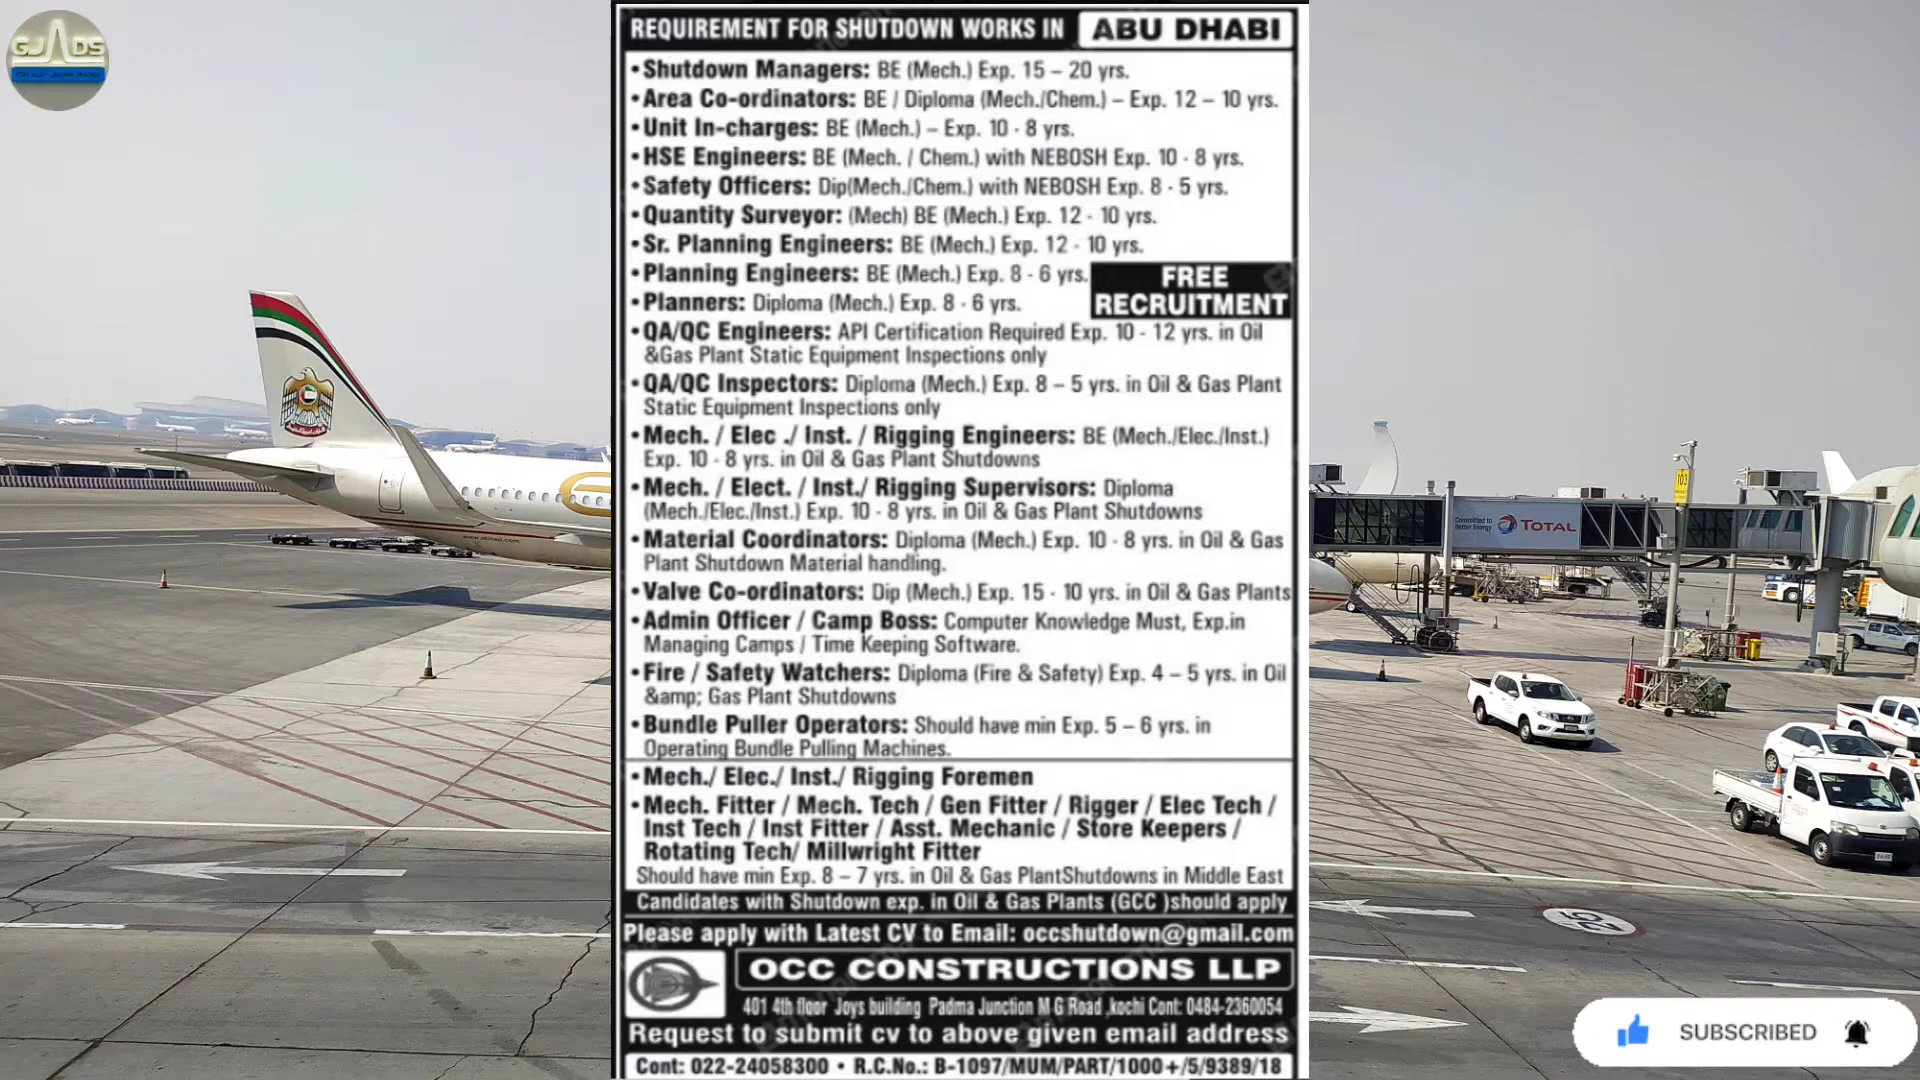 GJADS
Gulf Job Ads
REQUIREMENT FOR SHUTDOWN WORKS IN ABU DHABI
• Shutdown Managers: BE (Mech.) Exp. 15 – 20 yrs.
• Area Co-ordinators: BE / Diploma (Mech./Chem.) – Exp. 12 – 10 yrs.
• Unit In-charges: BE (Mech.) – Exp. 10 - 8 yrs.
• HSE Engineers: BE (Mech. / Chem.) with NEBOSH Exp. 10 - 8 yrs.
• Safety Officers: Dip(Mech./Chem.) with NEBOSH Exp. 8 - 5 yrs.
• Quantity Surveyor: (Mech) BE (Mech.) Exp. 12 - 10 yrs.
• Sr. Planning Engineers: BE (Mech.) Exp. 12 - 10 yrs.
• Planning Engineers: BE (Mech.) Exp. 8 - 6 yrs.
• Planners: Diploma (Mech.) Exp. 8 - 6 yrs.
FREE
RECRUITMENT
• QA/QC Engineers: API Certification Required Exp. 10 - 12 yrs. in Oil
&Gas Plant Static Equipment Inspections only
• QA/QC Inspectors: Diploma (Mech.) Exp. 8 – 5 yrs. in Oil & Gas Plant
Static Equipment Inspections only
• Mech. / Elec ./ Inst. / Rigging Engineers: BE (Mech./Elec./Inst.)
Exp. 10 - 8 yrs. in Oil & Gas Plant Shutdowns
• Mech. / Elect. / Inst./ Rigging Supervisors: Diploma
(Mech./Elec./Inst.) Exp. 10 - 8 yrs. in Oil & Gas Plant Shutdowns
• Material Coordinators: Diploma (Mech.) Exp. 10 - 8 yrs. in Oil & Gas
Plant Shutdown Material handling.
• Valve Co-ordinators: Dip (Mech.) Exp. 15 - 10 yrs. in Oil & Gas Plants
• Admin Officer / Camp Boss: Computer Knowledge Must, Exp.in
Managing Camps / Time Keeping Software.
• Fire / Safety Watchers: Diploma (Fire & Safety) Exp. 4 – 5 yrs. in Oil
&amp; Gas Plant Shutdowns
• Bundle Puller Operators: Should have min Exp. 5 – 6 yrs. in
Operating Bundle Pulling Machines.
• Mech./ Elec./ Inst./ Rigging Foremen
• Mech. Fitter / Mech. Tech / Gen Fitter / Rigger / Elec Tech /
Inst Tech / Inst Fitter / Asst. Mechanic / Store Keepers /
Rotating Tech/ Millwright Fitter
Should have min Exp. 8 – 7 yrs. in Oil & Gas PlantShutdowns in Middle East
Candidates with Shutdown exp. in Oil & Gas Plants (GCC )should apply
Please apply with Latest CV to Email: occshutdown@gmail.com
OCC CONSTRUCTIONS LLP
401 4th floor Joys building Padma Junction M G Road ,kochi Cont: 0484-2360054
Request to submit cv to above given email address
Cont: 022-24058300 • R.C.No.: B-1097/MUM/PART/1000+/5/9389/18
www.etihad.com
103
Committed to
Better Energy
TOTAL
SUBSCRIBED